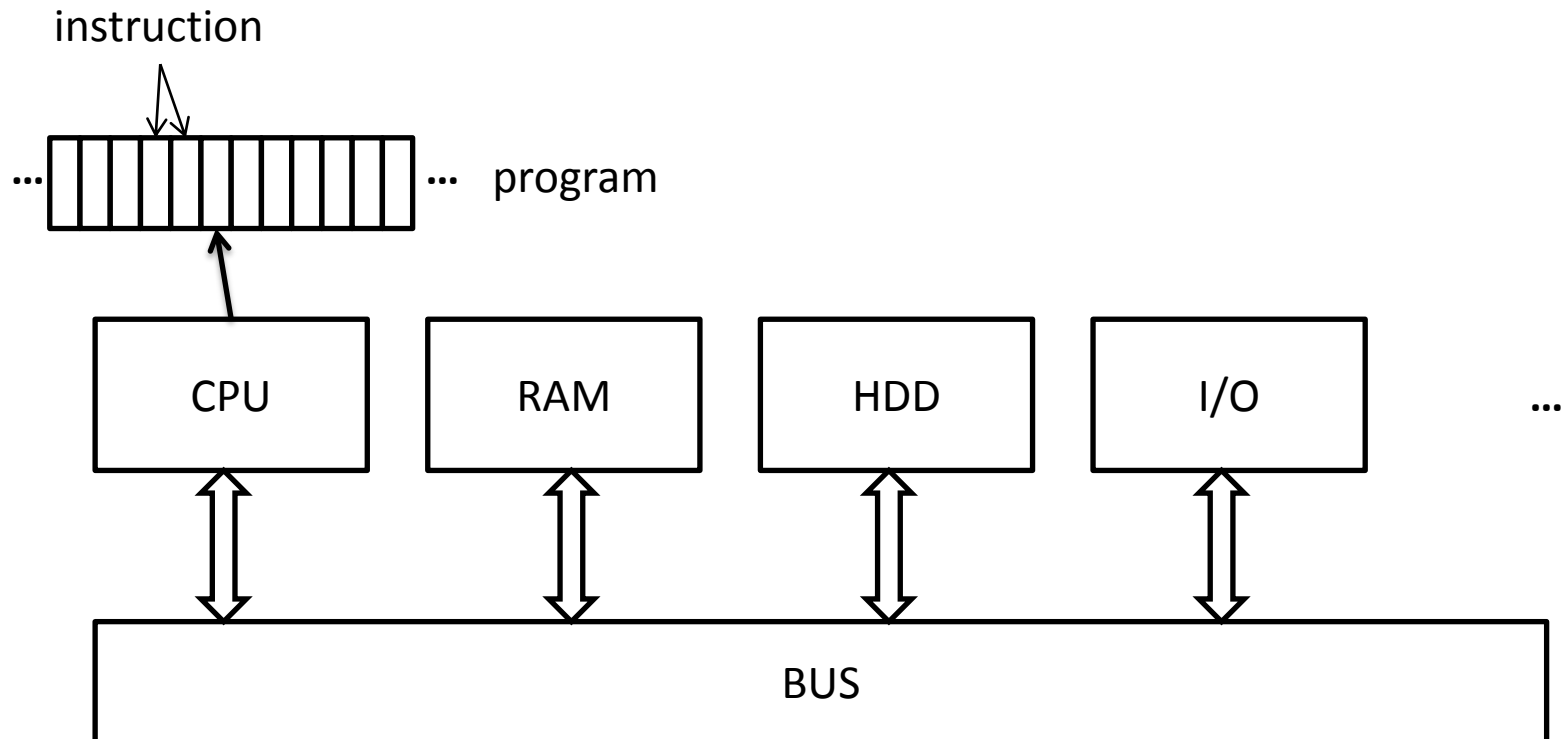 instruction
... ... program
CPU RAM HDD I/O ...
BUS